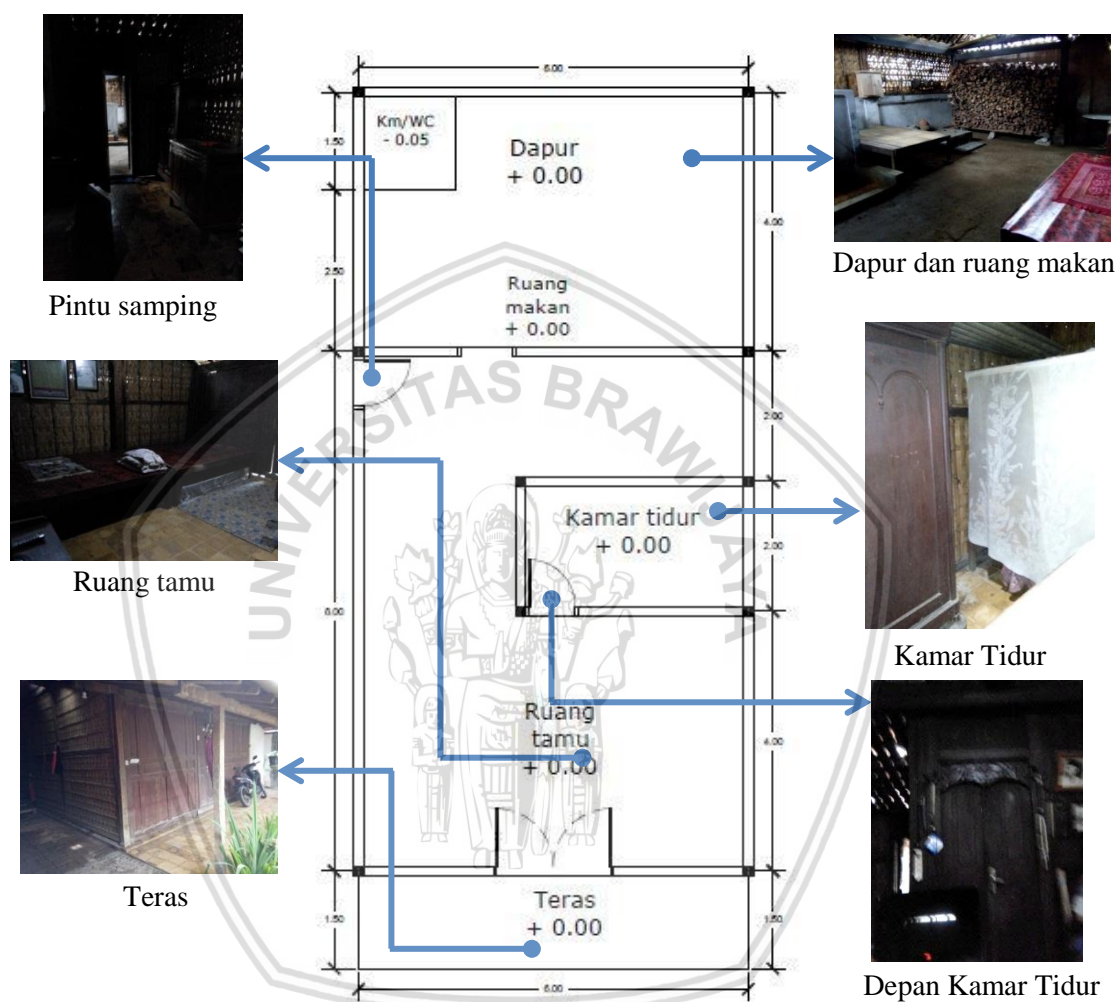 6.00
Km/WC
- 0.05
1.50
Dapur
+ 0.00
4.00
Dapur dan ruang makan
Pintu samping
2.50
Ruang
makan
+ 0.00
UNIVERSITAS BRAWIJAYA
2.00
Kamar tidur
+ 0.00
2.00
Ruang tamu
8.00
Kamar Tidur
Ruang
tamu
+ 0.00
4.00
Teras
Teras
+ 0.00
1.50
1.50
6.00
Depan Kamar Tidur